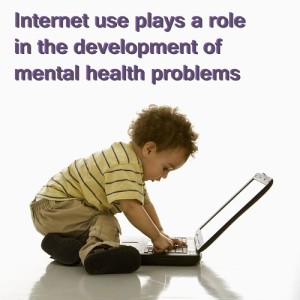 Internet use plays a role
in the development of
mental health problems